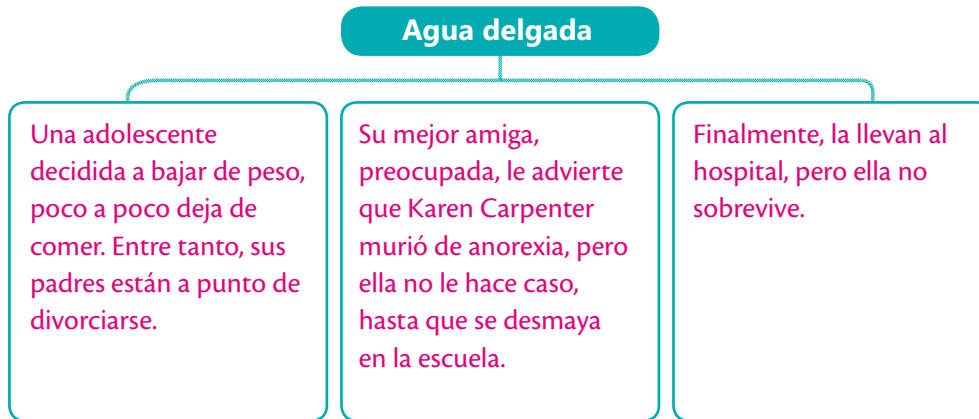 Agua delgada
Una adolescente
decidida a bajar de peso,
poco a poco deja de
comer. Entre tanto, sus
padres están a punto de
divorciarse.
Su mejor amiga,
preocupada, le advierte
que Karen Carpenter
murió de anorexia, pero
ella no le hace caso,
hasta que se desmaya
en la escuela.
Finalmente, la llevan al
hospital, pero ella no
sobrevive.